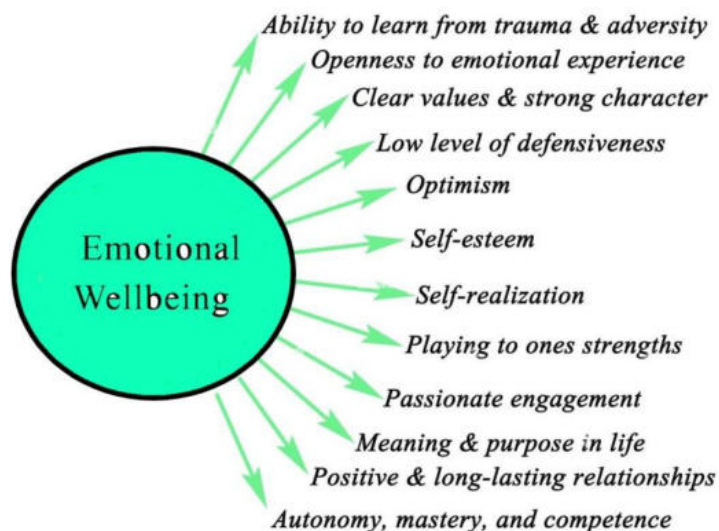 Ability to learn from trauma & adversity
Openness to emotional experience
Clear values & strong character
Low level of defensiveness
Optimism
Self-esteem
Self-realization
Playing to ones strengths
Passionate engagement
Meaning & purpose in life
Positive & long-lasting relationships
Autonomy, mastery, and competence
Emotional
Wellbeing